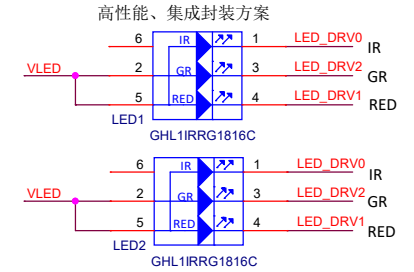 高性能、集成封装方案
6 IR 1 LED_DRV0 IR
VLED 2 GR 3 LED_DRV2 GR
5 RED 4 LED_DRV1 RED
LED1
GHL1IRRG1816C
6 IR 1 LED_DRV0 IR
VLED 2 GR 3 LED_DRV2 GR
5 RED 4 LED_DRV1 RED
LED2
GHL1IRRG1816C